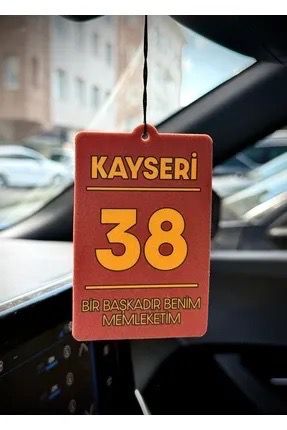 KAYSERİ
38
BİR BAŞKADIR BENİM
MEMLEKETİM